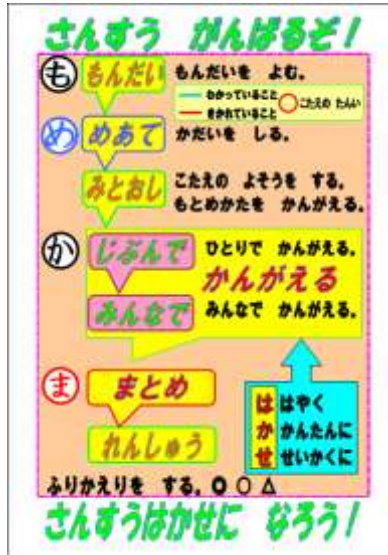 さんすう がんばるぞ!
も もんだい もんだいを よむ。
わかっていること
きかれていること
こたえの たんい
め めあて かだいを しる。
みとおし こたえの よそうを する。
もとめかたを かんがえる。
か じぶんで ひとりで かんがえる。
かんがえる
みんなで みんなで かんがえる。
ま まとめ
れんしゅう
は はやく
か かんたんに
せ せいかくに
ふりかえりを する。◎ ○ △
さんすうはかせに なろう!